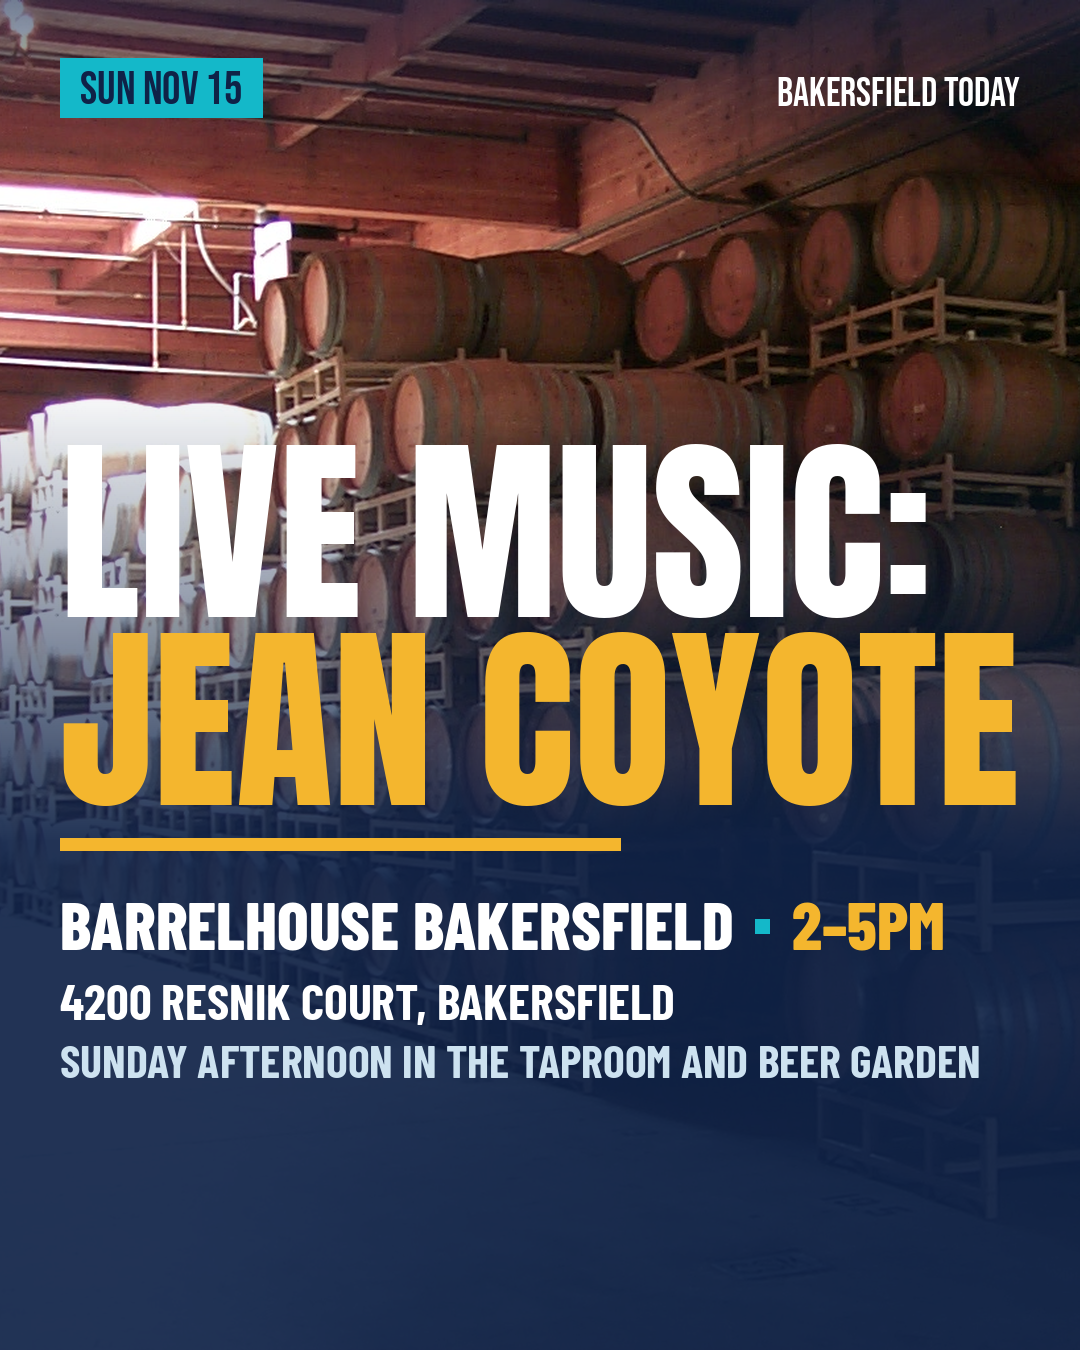 SUN NOV 15
BAKERSFIELD TODAY
LIVE MUSIC:
JEAN COYOTE
BARRELHOUSE BAKERSFIELD ▪ 2–5PM
4200 RESNIK COURT, BAKERSFIELD
SUNDAY AFTERNOON IN THE TAPROOM AND BEER GARDEN